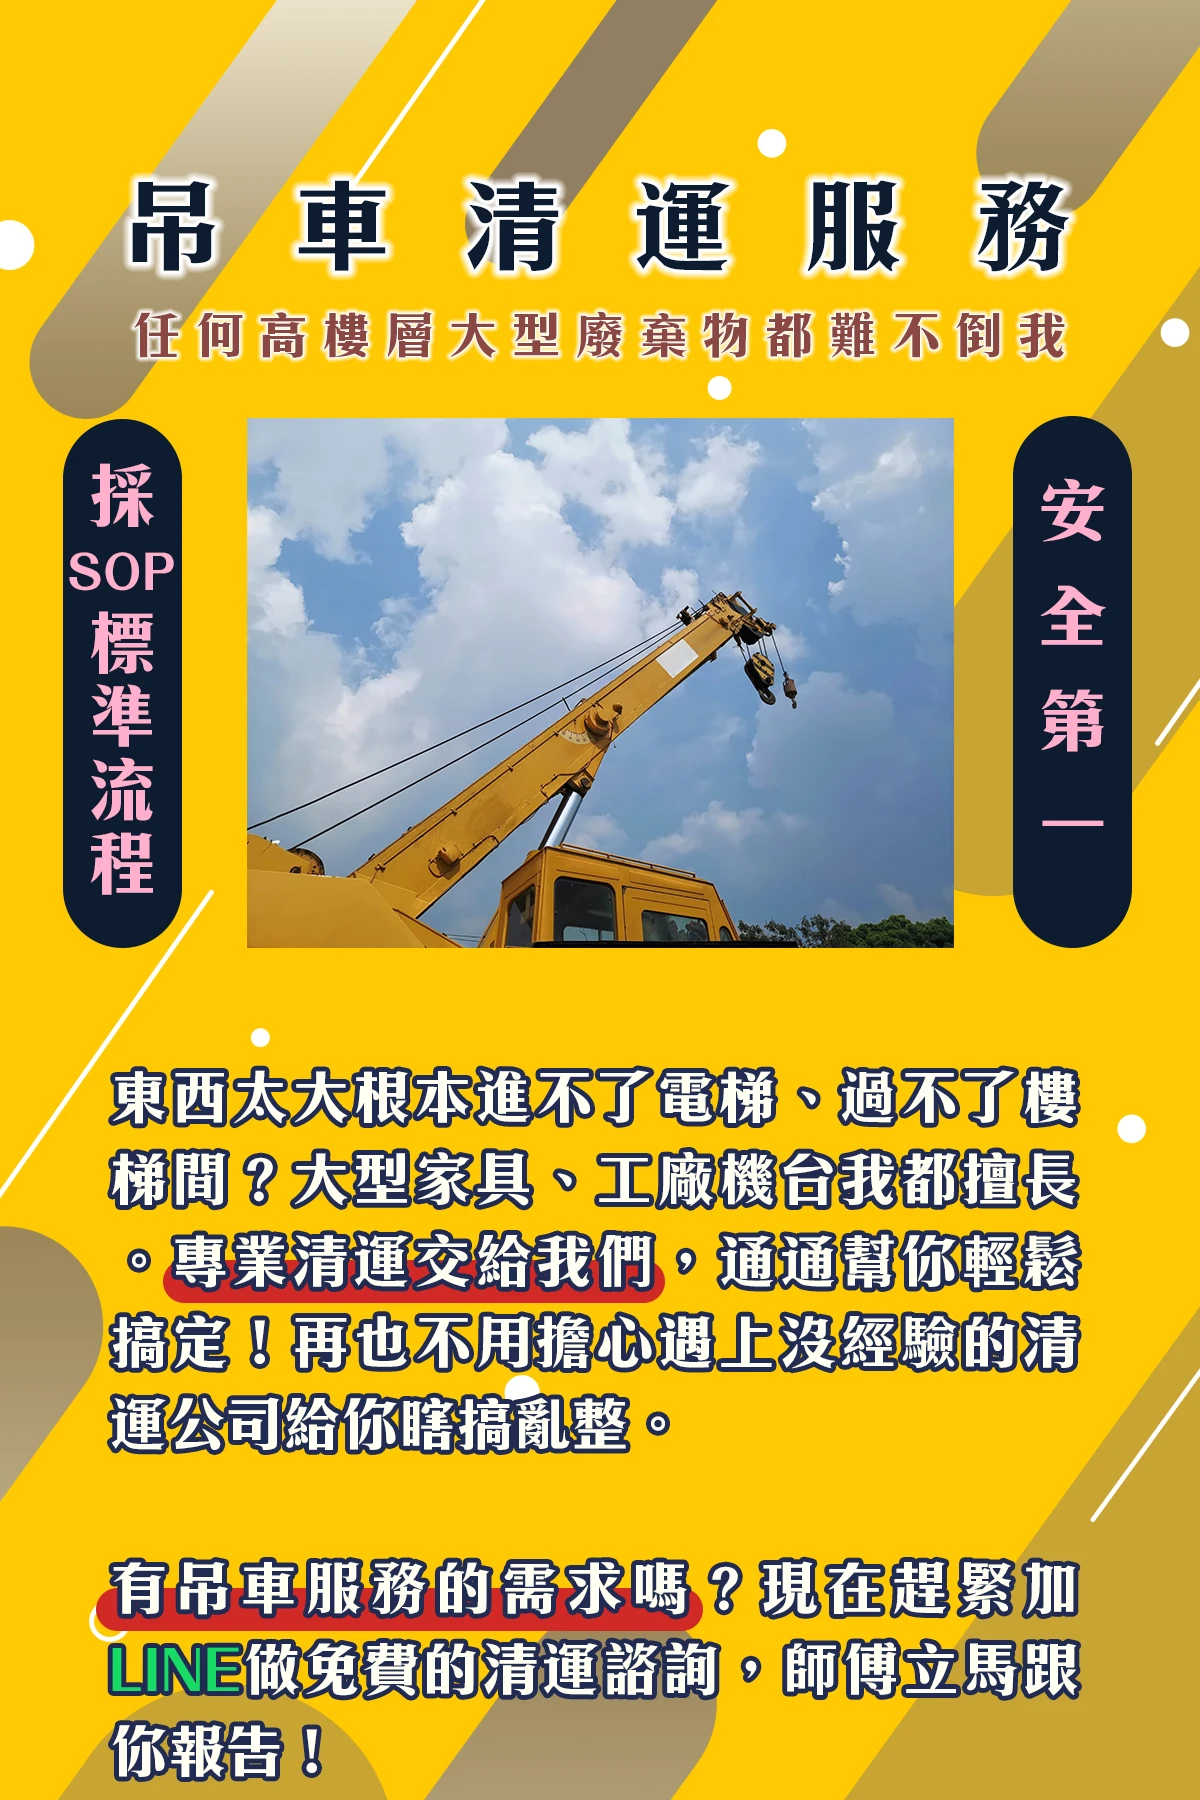 吊車清運服務
任何高樓層大型廢棄物都難不倒我
採SOP標準流程
安全第一
東西太大根本進不了電梯、過不了樓
梯間？大型家具、工廠機台我都擅長
。專業清運交給我們，通通幫你輕鬆
搞定！再也不用擔心遇上沒經驗的清
運公司給你瞎搞亂整。
有吊車服務的需求嗎？現在趕緊加
LINE做免費的清運諮詢，師傅立馬跟
你報告！